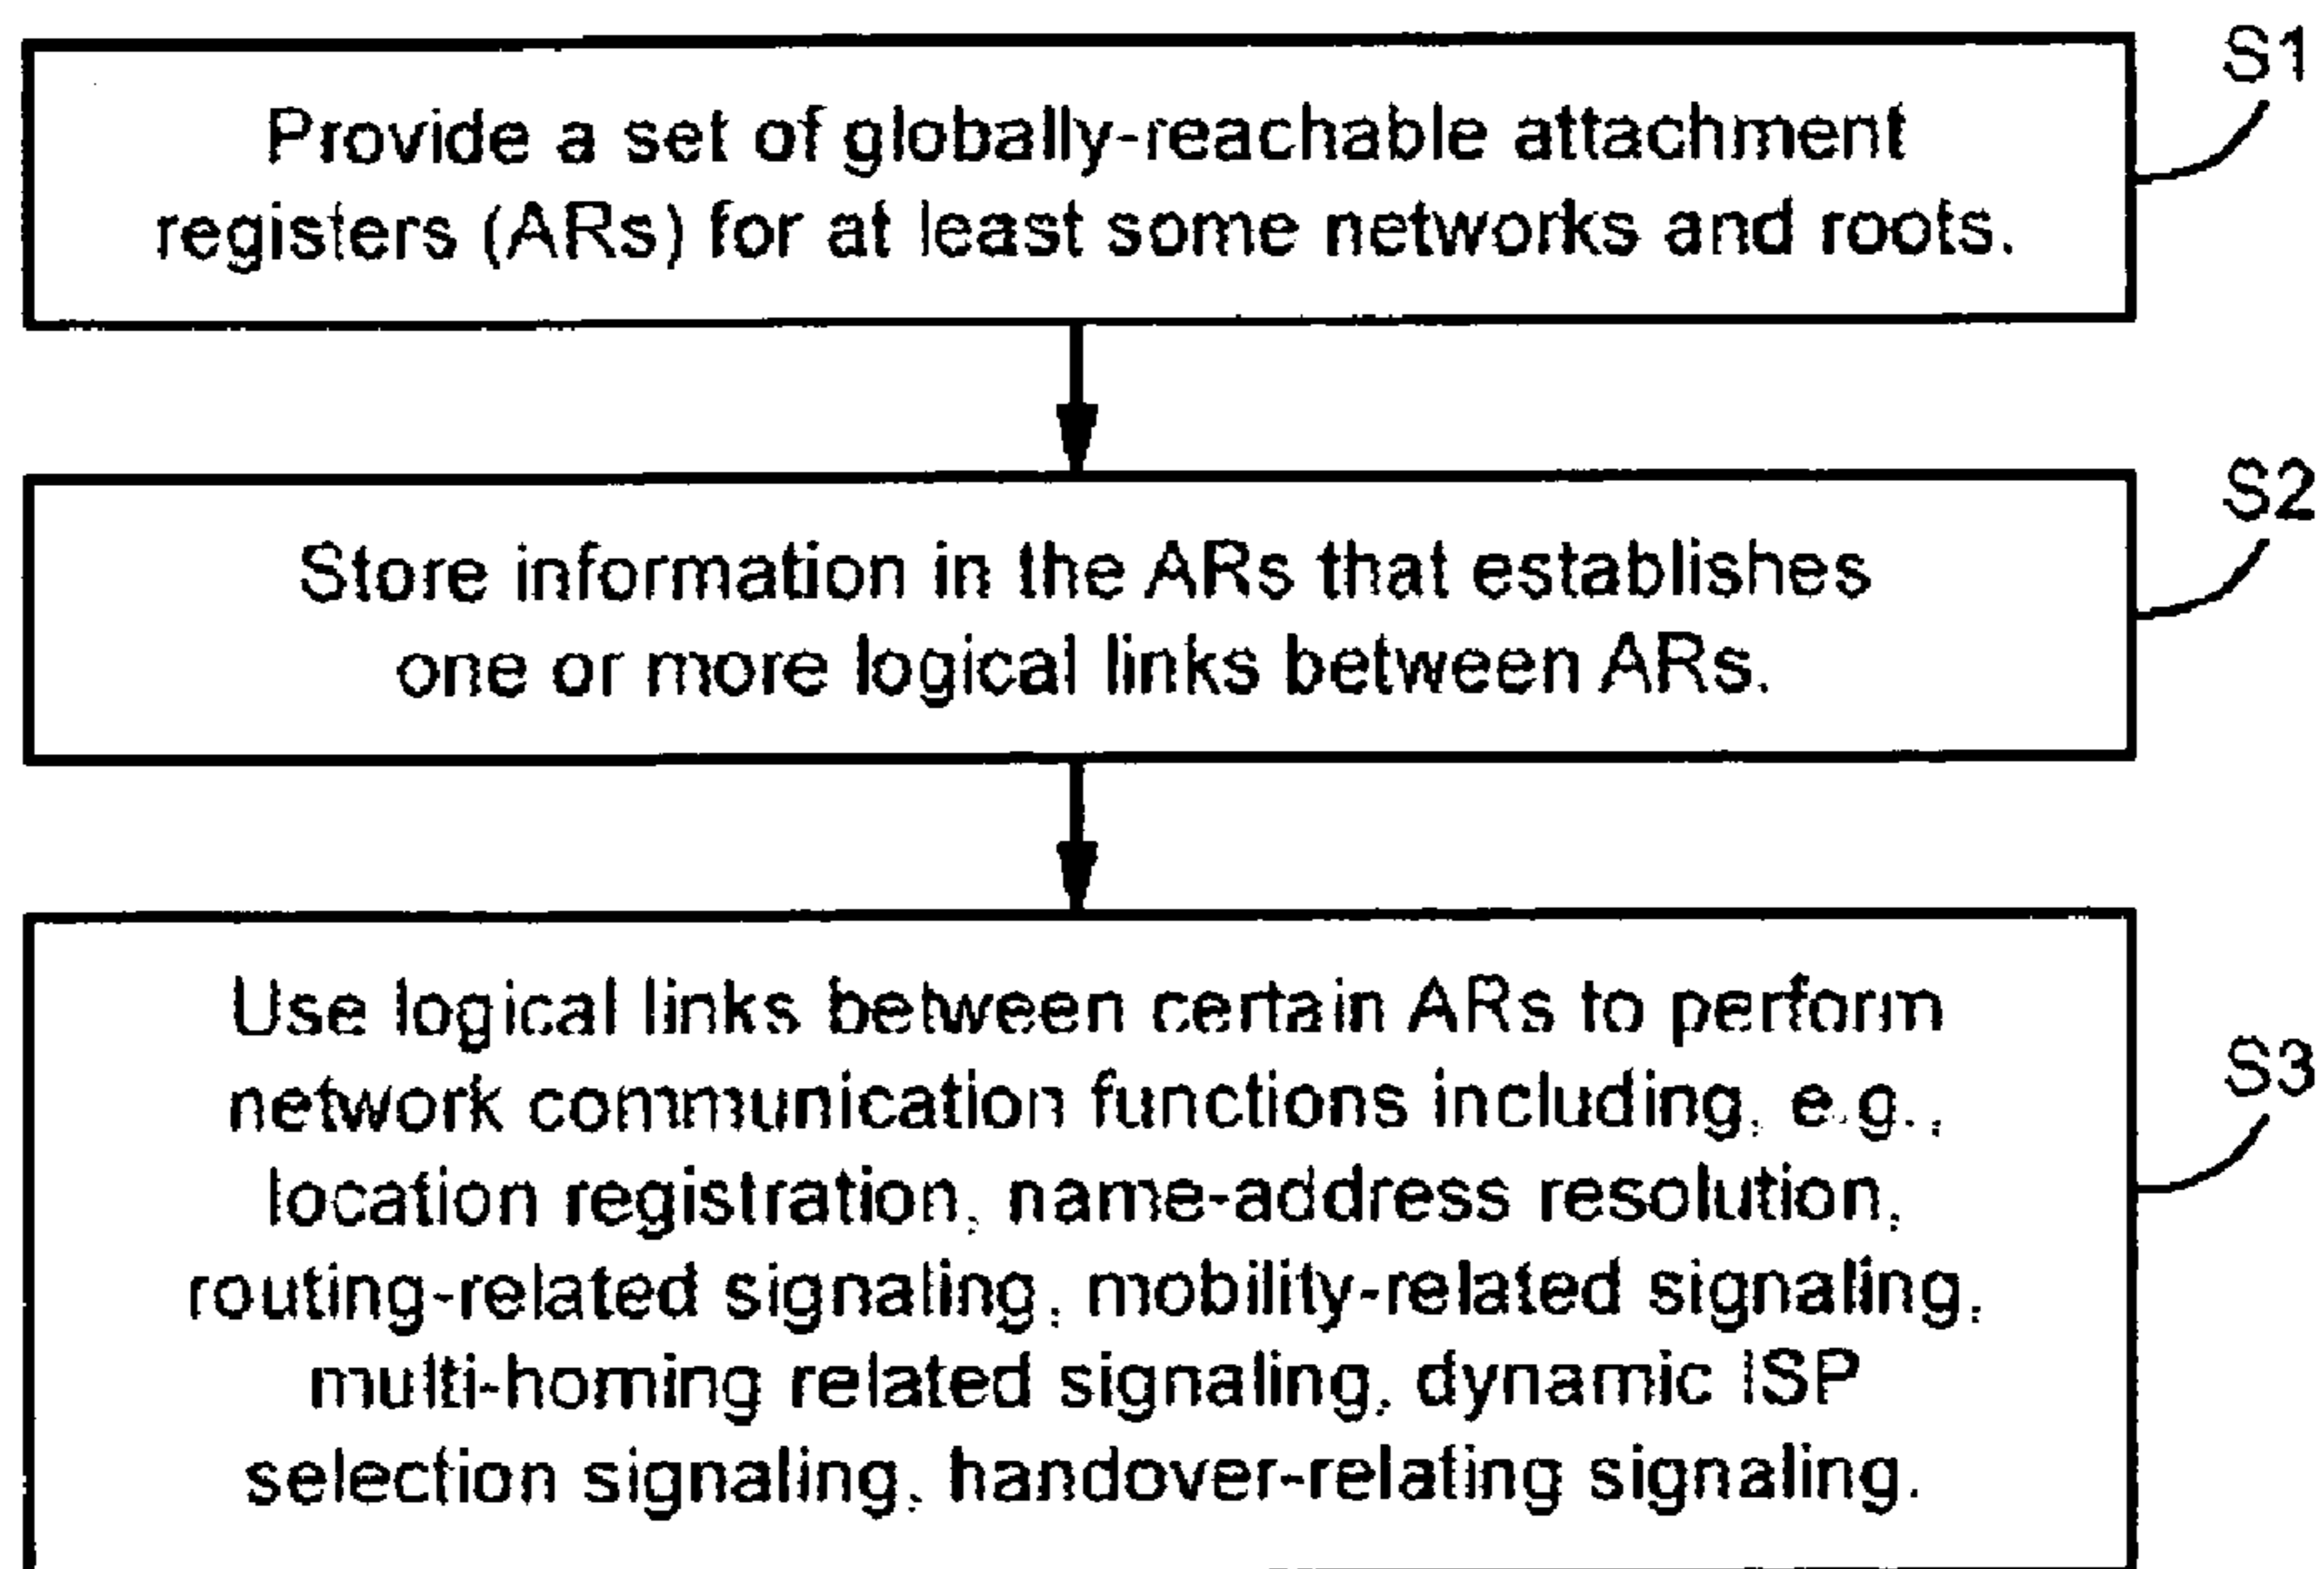 S1
Provide a set of globally-reachable attachment
registers (ARs) for at least some networks and roots.
S2
Store information in the ARs that establishes
one or more logical links between ARs.
S3
Use logical links between certain ARs to perform
network communication functions including, e.g.,
location registration, name-address resolution,
routing-related signaling, mobility-related signaling,
multi-homing related signaling, dynamic ISP
selection signaling, handover-relating signaling.